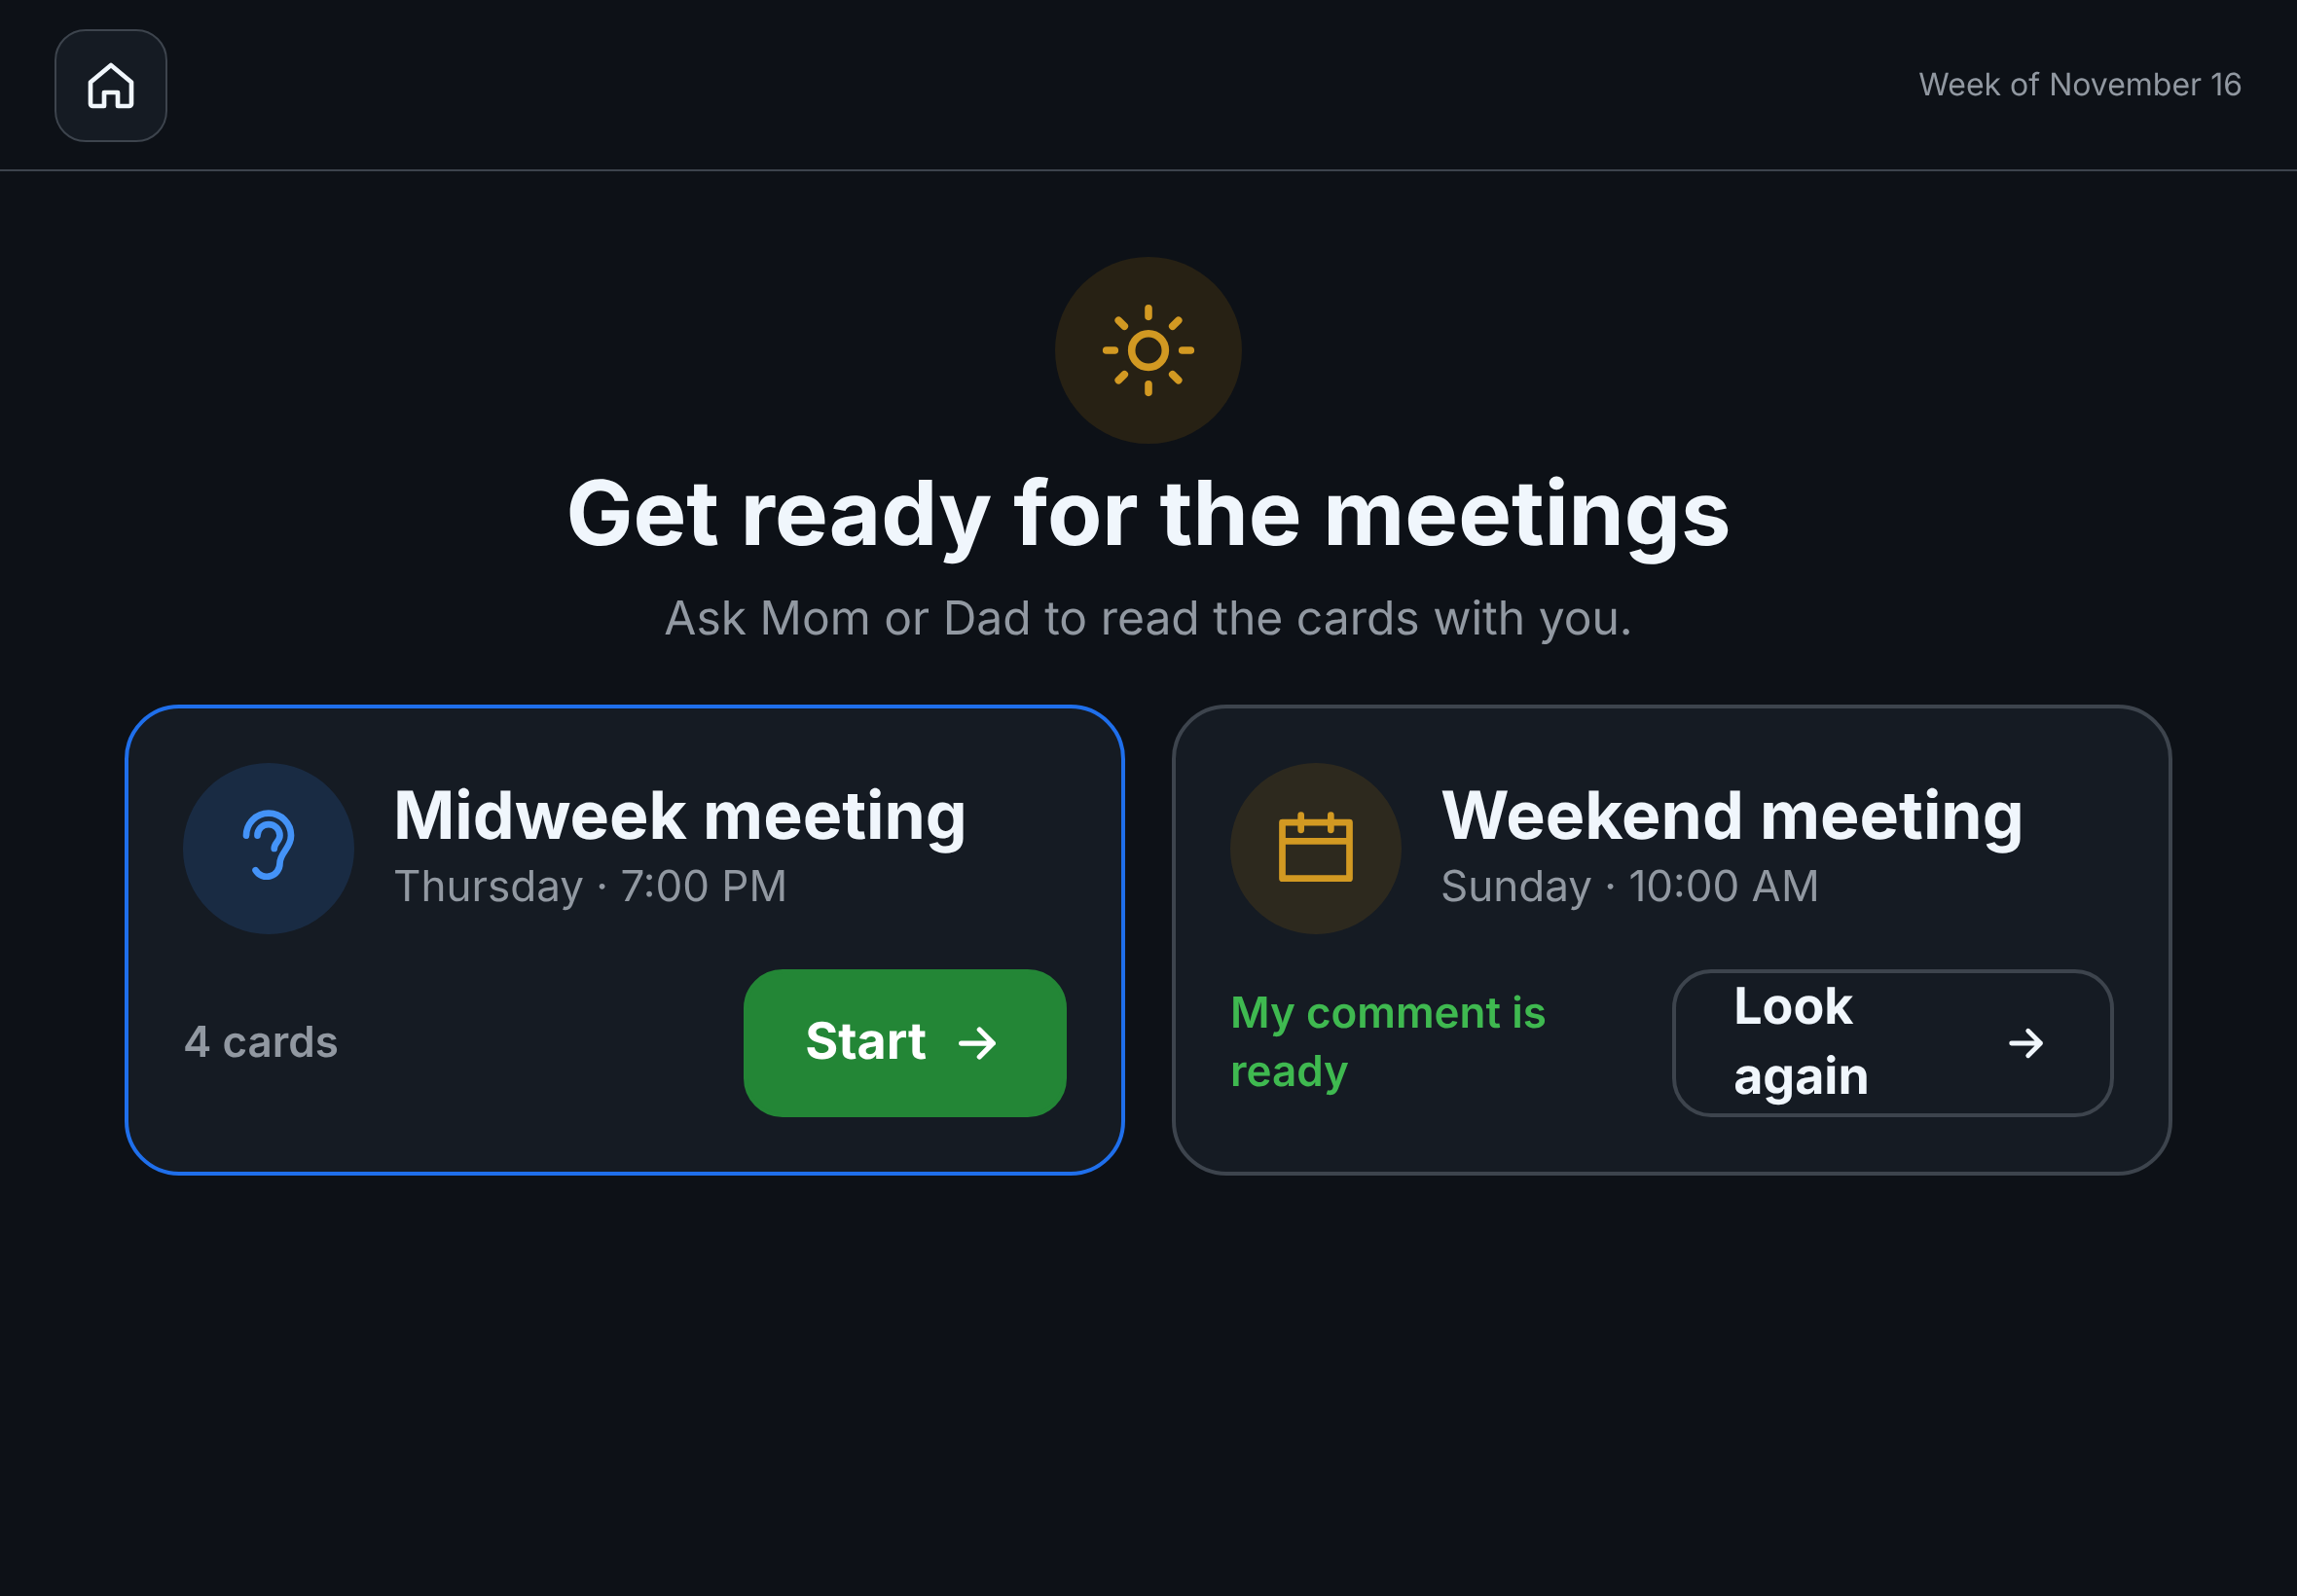 Week of November 16
Get ready for the meetings
Ask Mom or Dad to read the cards with you.
Midweek meeting
Thursday · 7:00 PM
4 cards
Start
Weekend meeting
Sunday · 10:00 AM
My comment is
ready
Look
again